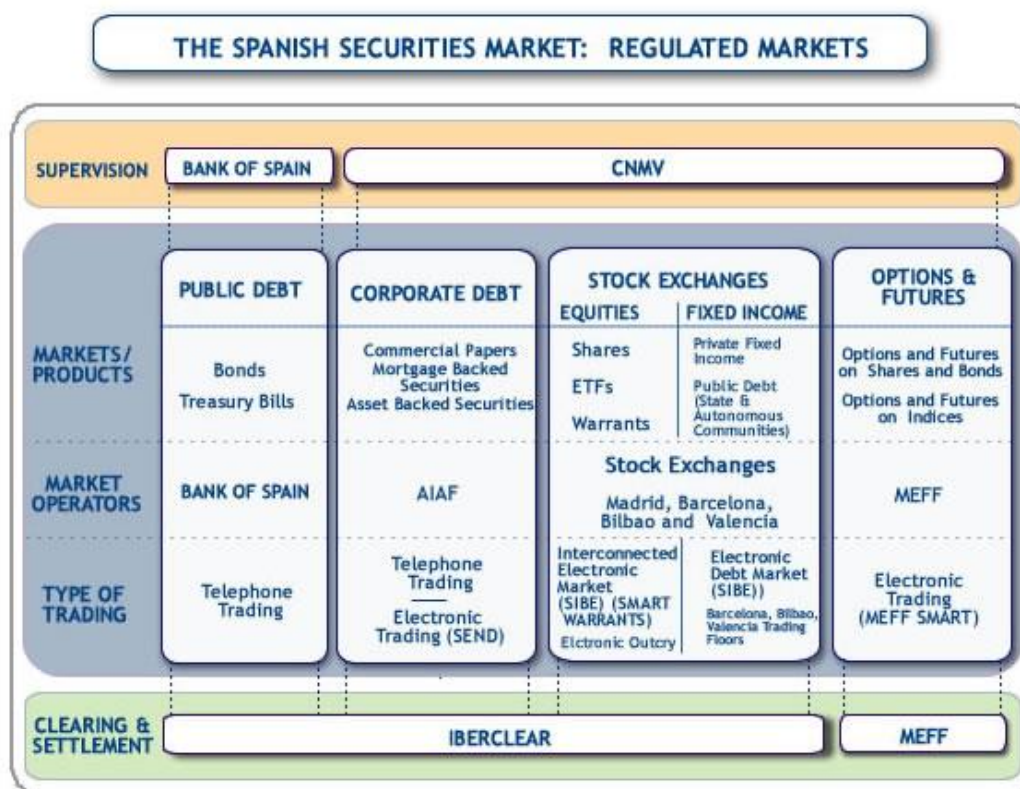 THE SPANISH SECURITIES MARKET: REGULATED MARKETS
SUPERVISION
BANK OF SPAIN
CNMV
MARKETS/
PRODUCTS
PUBLIC DEBT
Bonds
Treasury Bills
CORPORATE DEBT
Commercial Papers
Mortgage Backed
Securities
Asset Backed Securities
STOCK EXCHANGES
EQUITIES
Shares
ETFs
Warrants
FIXED INCOME
Private Fixed
Income
Public Debt
(State &
Autonomous
Communities)
OPTIONS &
FUTURES
Options and Futures
on Shares and Bonds
Options and Futures
on Indices
MARKET
OPERATORS
BANK OF SPAIN
AIAF
Stock Exchanges
Madrid, Barcelona,
Bilbao and Valencia
MEFF
TYPE OF
TRADING
Telephone
Trading
Telephone
Trading
Electronic
Trading (SEND)
Interconnected
Electronic
Market
(SIBE) (SMART
WARRANTS)
Elctronic Outcry
Electronic
Debt Market
(SIBE))
Barcelona, Bilbao,
Valencia Trading
Floors
Electronic
Trading
(MEFF SMART)
CLEARING &
SETTLEMENT
IBERCLEAR
MEFF